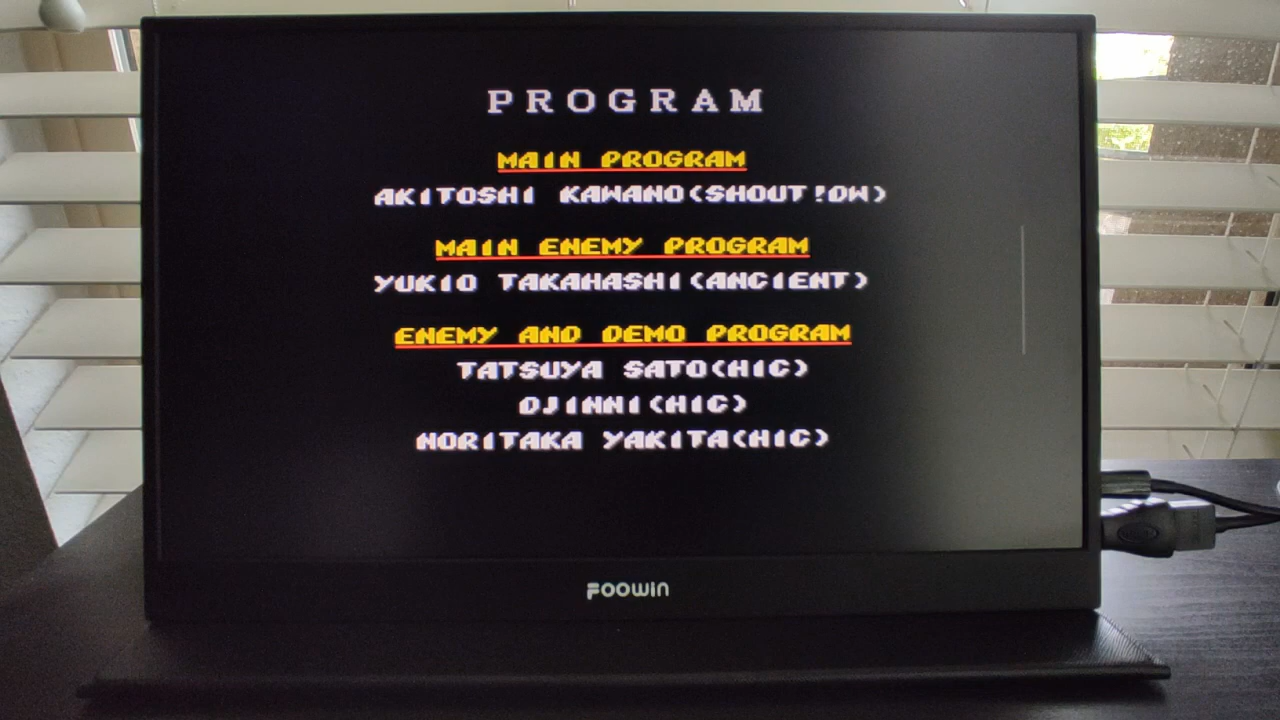 PROGRAM
MAIN PROGRAM
AKITOSHI KAWANO(SHOUT!DW)
MAIN ENEMY PROGRAM
YUKIO TAKAHASHI(ANCIENT)
ENEMY AND DEMO PROGRAM
TATSUYA SATO(HIC)
DJINNI(HIC)
NORITAKA YAKITA(HIC)
FOOWIN